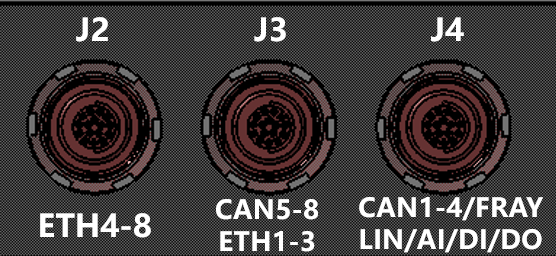 J2
J3
J4
ETH4-8
CAN5-8
ETH1-3
CAN1-4/FRAY
LIN/AI/DI/DO